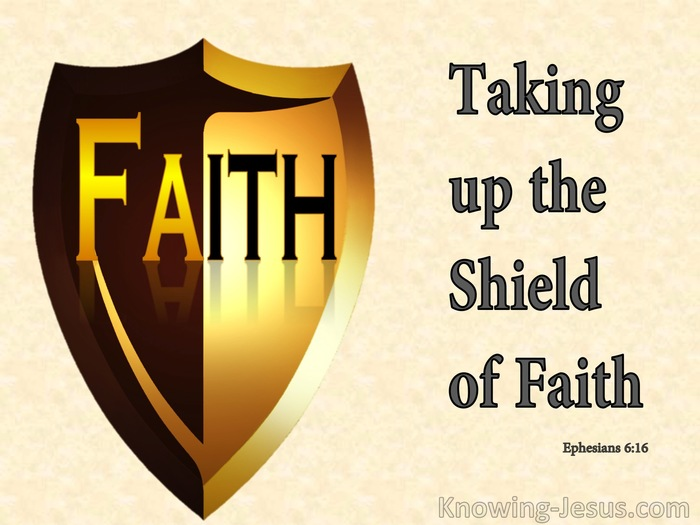 FAITH
Taking
up the
Shield
of Faith
Ephesians 6:16
Knowing-Jesus.com